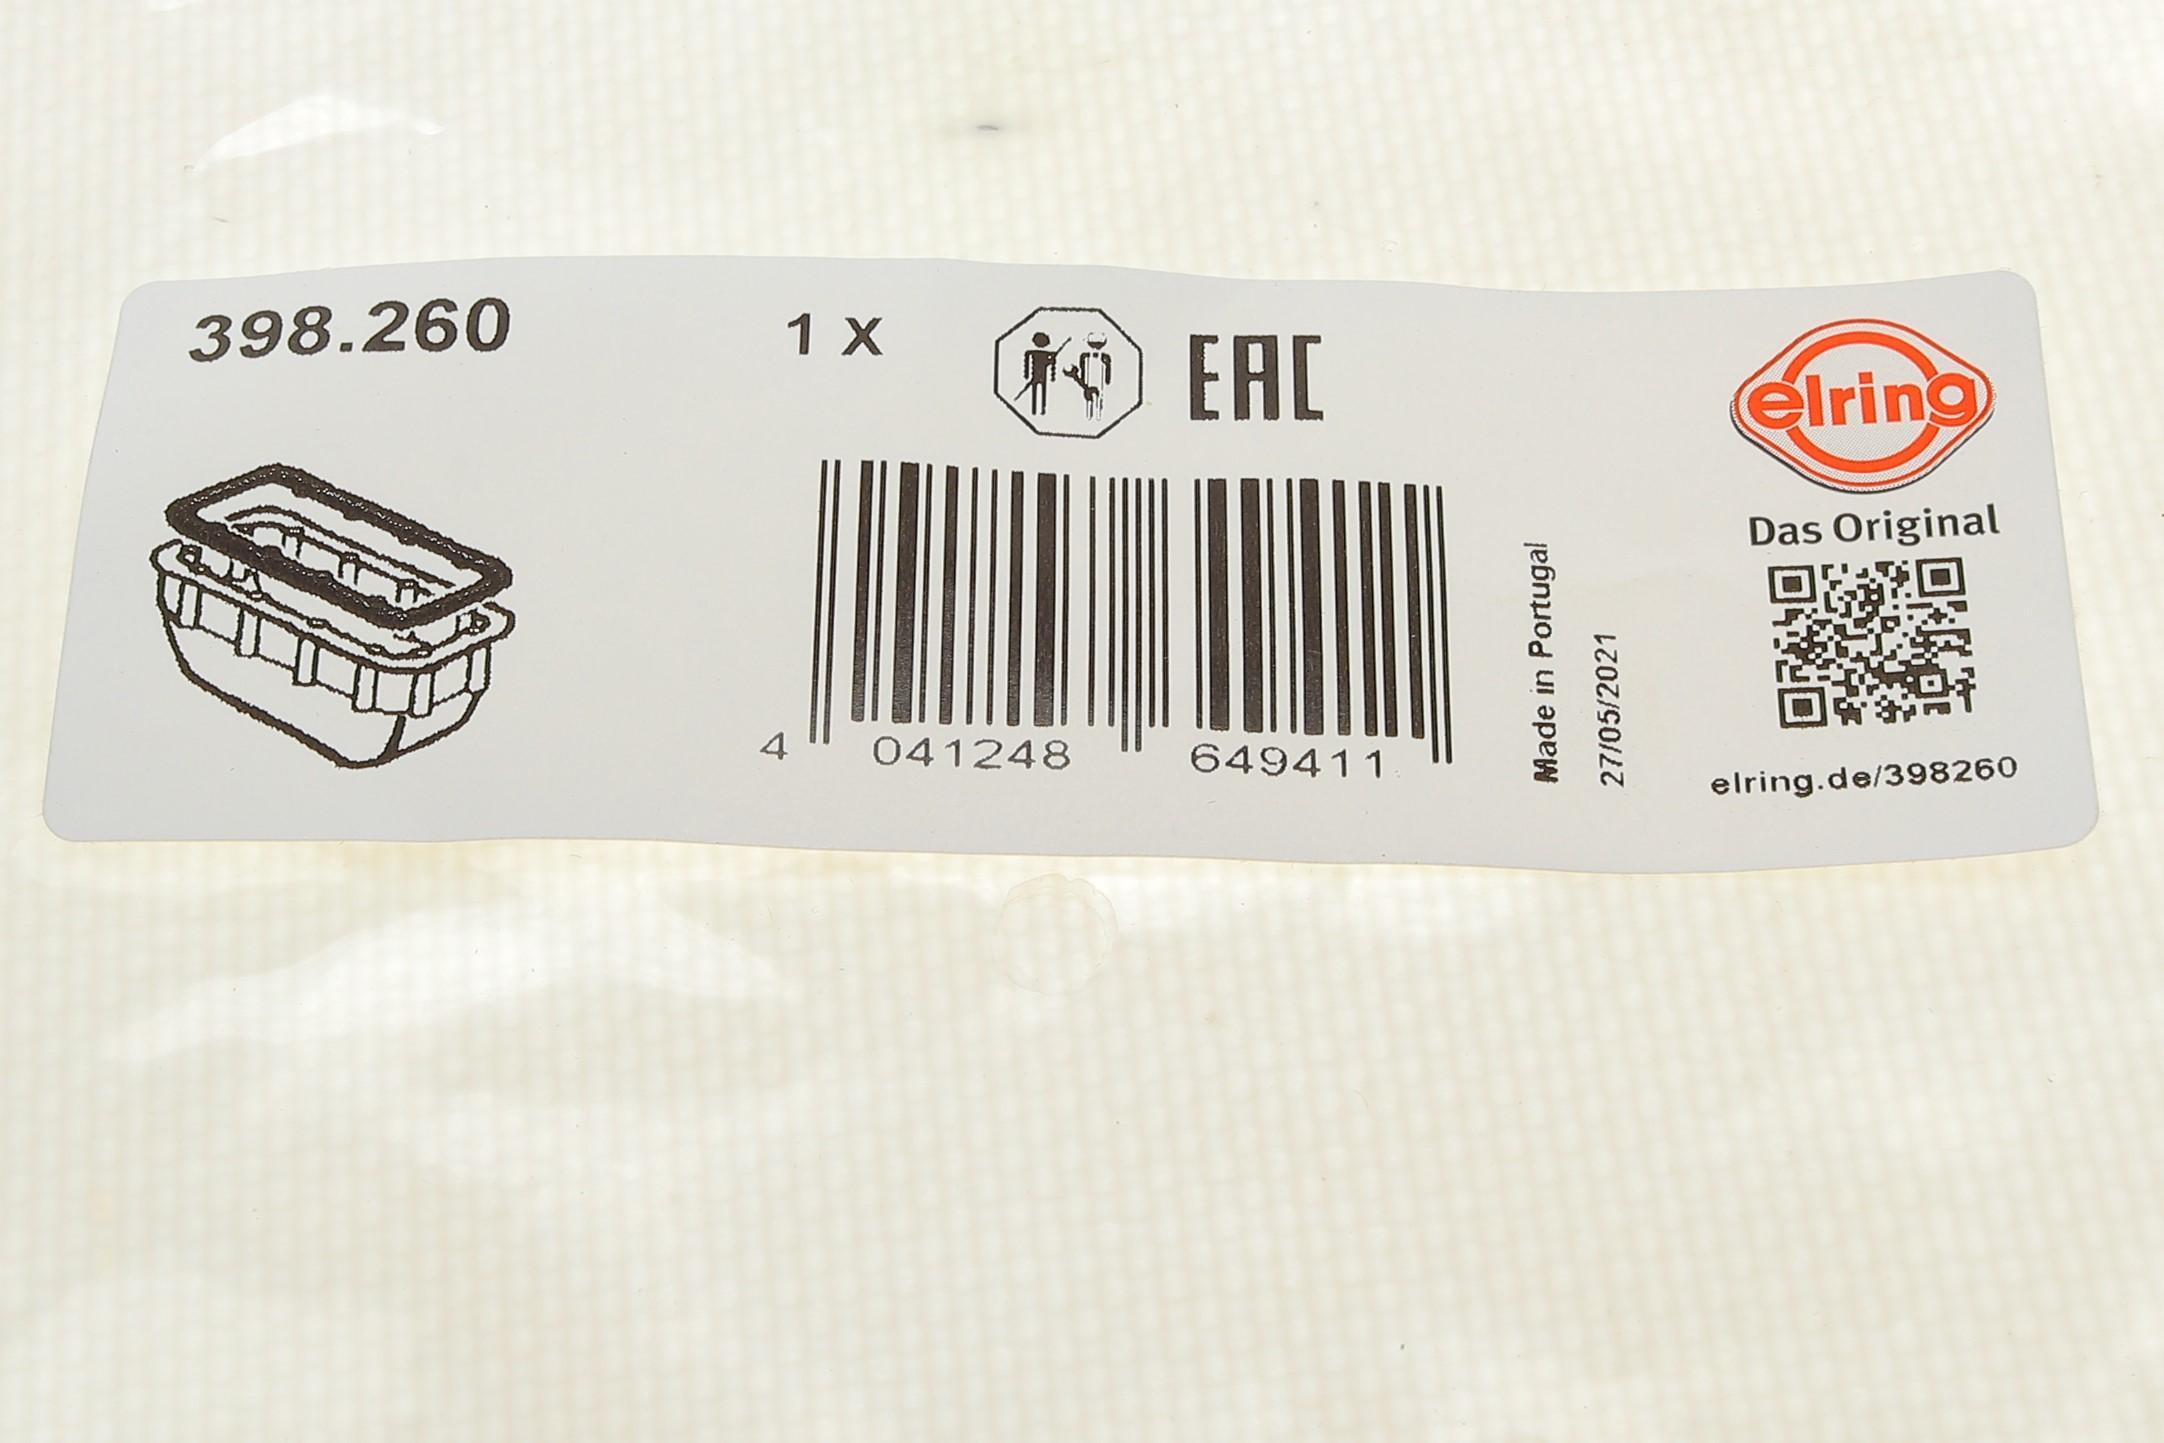 398.260
1 X
EAC
elring
Das Original
4 041248 649411
Made in Portugal
27/05/2021
elring.de/398260